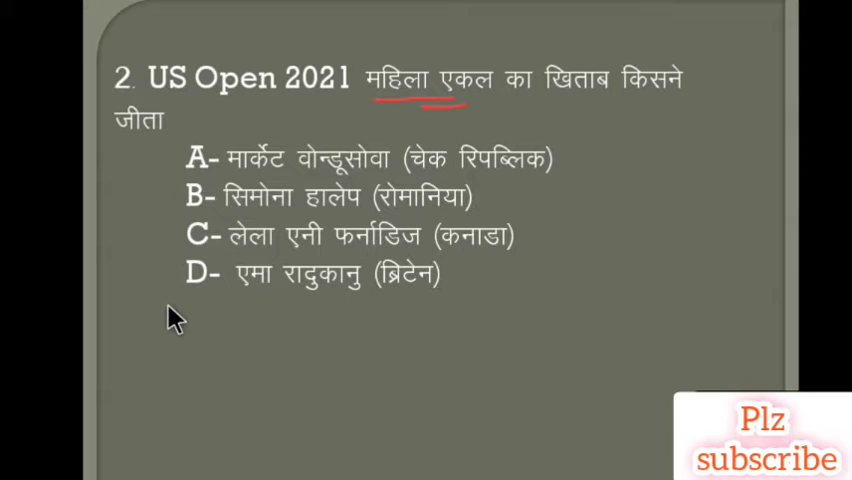 2. US Open 2021 महिला एकल का खिताब किसने
जीता
A- मार्केट वोन्डूसोवा (चेक रिपब्लिक)
B- सिमोना हालेप (रोमानिया)
C- लेला एनी फर्नाडिज (कनाडा)
D- एमा रादुकानु (ब्रिटेन)
Plz
subscribe